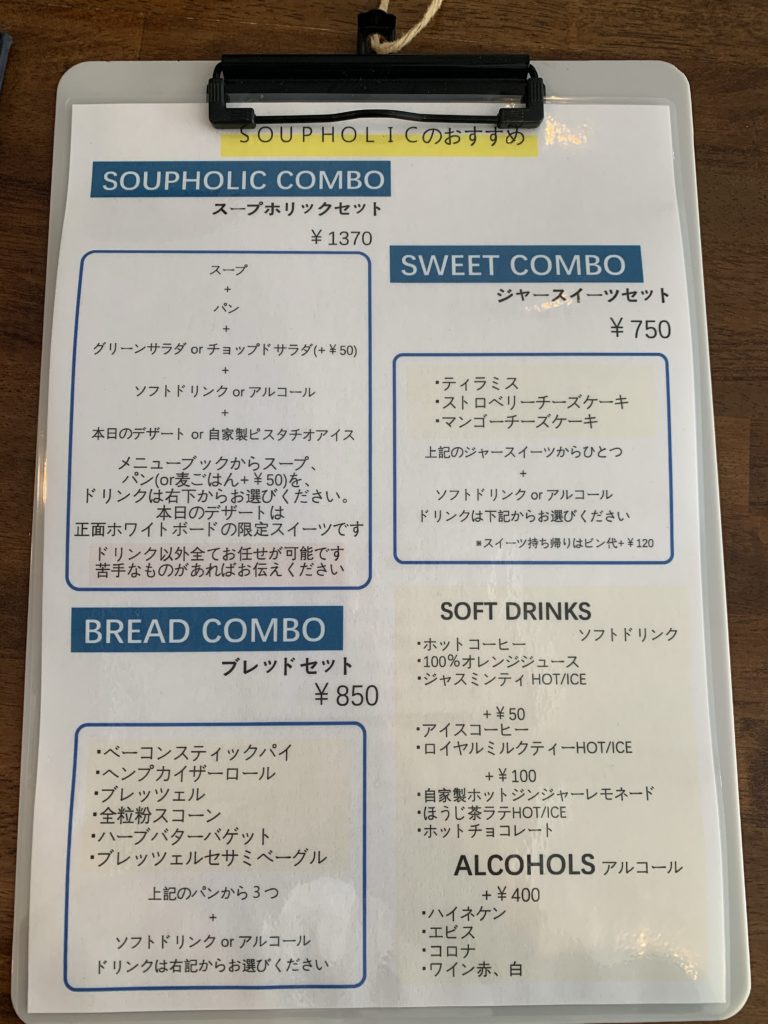 ＳＯＵＰＨＯＬＩＣのおすすめ
SOUPHOLIC COMBO
スープホリックセット
￥1370
スープ
+
パン
+
グリーンサラダ or チョップドサラダ(+￥50)
+
ソフトドリンク or アルコール
+
本日のデザート or 自家製ピスタチオアイス
メニューブックからスープ、
パン(or麦ごはん+￥50)を、
ドリンクは右下からお選びください。
本日のデザートは
正面ホワイトボードの限定スイーツです
ドリンク以外全てお任せが可能です
苦手なものがあればお伝えください
BREAD COMBO
ブレッドセット
￥850
・ベーコンスティックパイ
・ヘンプカイザーロール
・ブレッツェル
・全粒粉スコーン
・ハーブバターバゲット
・ブレッツェルセサミベーグル
上記のパンから３つ
+
ソフトドリンク or アルコール
ドリンクは右記からお選びください
SWEET COMBO
ジャースイーツセット
￥750
・ティラミス
・ストロベリーチーズケーキ
・マンゴーチーズケーキ
上記のジャースイーツからひとつ
+
ソフトドリンク or アルコール
ドリンクは下記からお選びください
※スイーツ持ち帰りはビン代+￥120
SOFT DRINKS
ソフトドリンク
・ホットコーヒー
・100％オレンジジュース
・ジャスミンティ HOT/ICE
+￥50
・アイスコーヒー
・ロイヤルミルクティーHOT/ICE
+￥100
・自家製ホットジンジャーレモネード
・ほうじ茶ラテHOT/ICE
・ホットチョコレート
ALCOHOLS アルコール
+￥400
・ハイネケン
・エビス
・コロナ
・ワイン赤、白